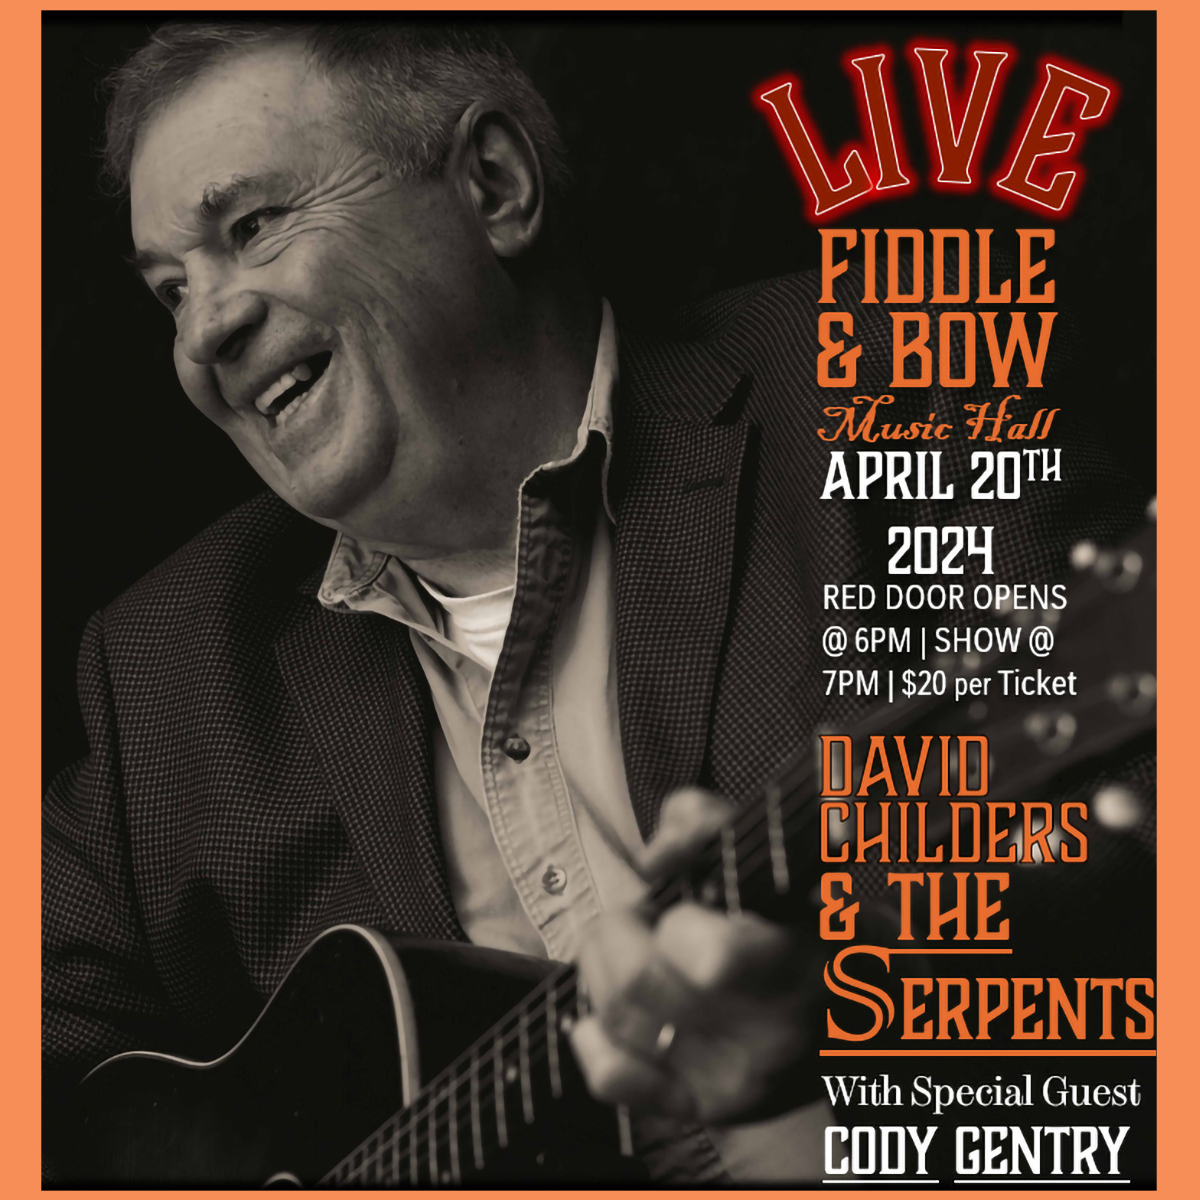 LIVE
FIDDLE
& BOW
Music Hall
APRIL 20TH
2024
RED DOOR OPENS
@ 6PM | SHOW @
7PM | $20 per Ticket
DAVID
CHILDERS
& THE
SERPENTS
With Special Guest
CODY GENTRY